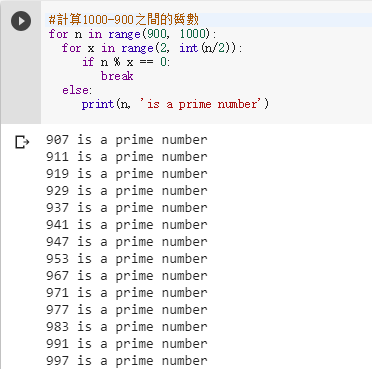 #計算1000-900之間的質數
for n in range(900, 1000):
  for x in range(2, int(n/2)):
     if n % x == 0:
        break
  else:
     print(n, 'is a prime number')
907 is a prime number
911 is a prime number
919 is a prime number
929 is a prime number
937 is a prime number
941 is a prime number
947 is a prime number
953 is a prime number
967 is a prime number
971 is a prime number
977 is a prime number
983 is a prime number
991 is a prime number
997 is a prime number